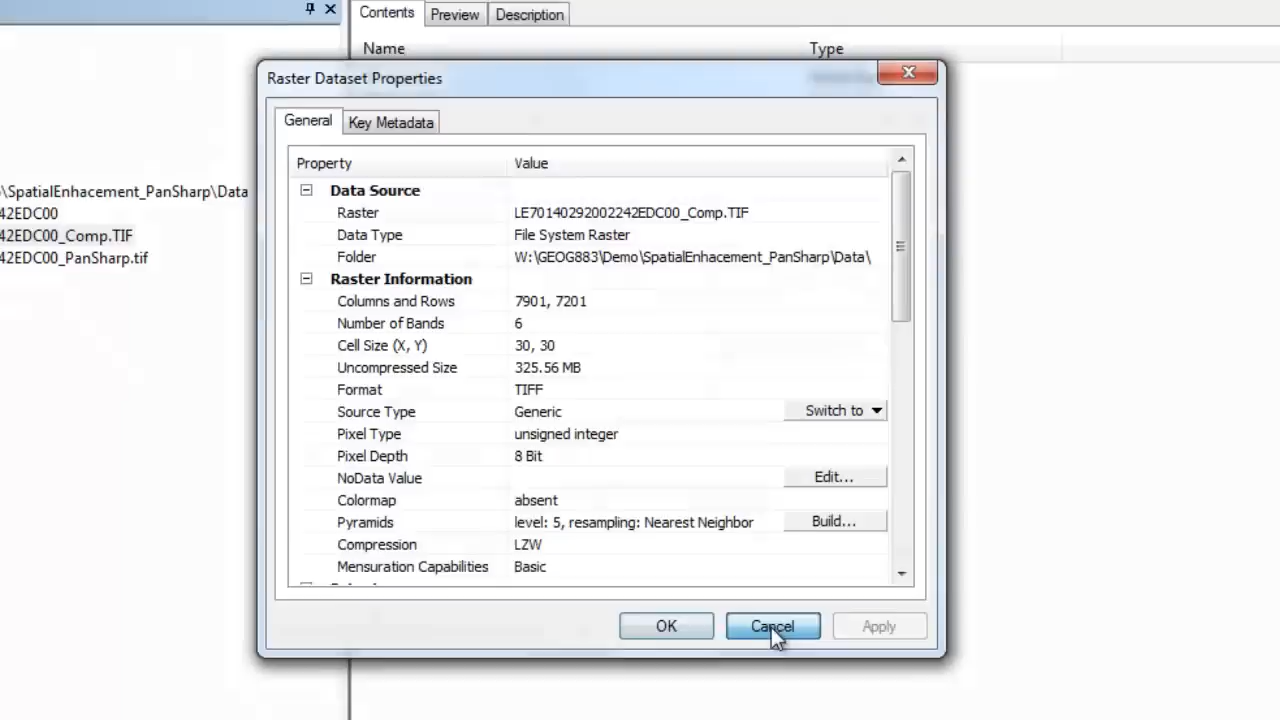 Contents Preview Description
Name Type
\SpatialEnhacement_PanSharp\Data
42EDC00
42EDC00_Comp.TIF
42EDC00_PanSharp.tif
Raster Dataset Properties
General Key Metadata
Property Value
Data Source
Raster LE70140292002242EDC00_Comp.TIF
Data Type File System Raster
Folder W:\GEOG883\Demo\SpatialEnhacement_PanSharp\Data\
Raster Information
Columns and Rows 7901, 7201
Number of Bands 6
Cell Size (X, Y) 30, 30
Uncompressed Size 325.56 MB
Format TIFF
Source Type Generic Switch to
Pixel Type unsigned integer
Pixel Depth 8 Bit
NoData Value Edit...
Colormap absent
Pyramids level: 5, resampling: Nearest Neighbor Build...
Compression LZW
Mensuration Capabilities Basic
OK Cancel Apply